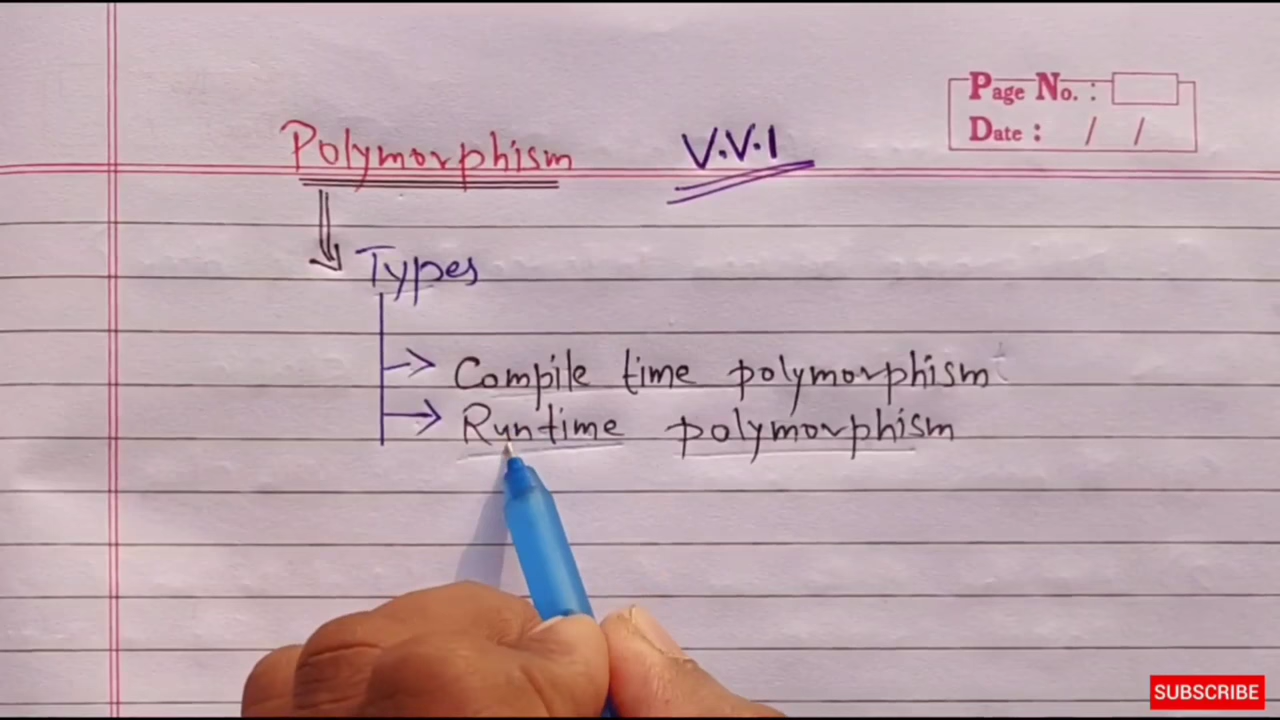 Page No. :
Date : / /
Polymorphism V.V.I
Types
Compile time polymorphism
Runtime polymorphism
SUBSCRIBE